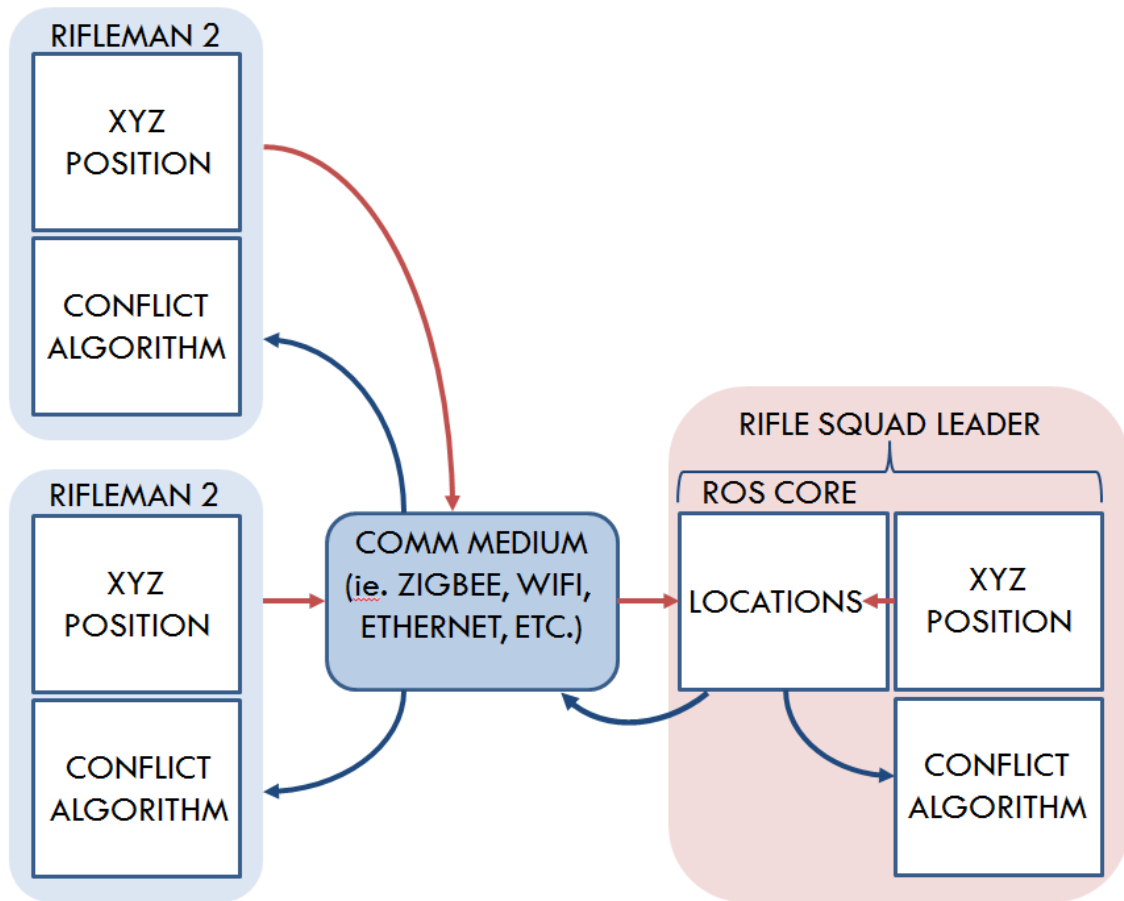 RIFLEMAN 2
XYZ
POSITION
CONFLICT
ALGORITHM
RIFLEMAN 2
XYZ
POSITION
CONFLICT
ALGORITHM
COMM MEDIUM
(ie. ZIGBEE, WIFI,
ETHERNET, ETC.)
RIFLE SQUAD LEADER
ROS CORE
LOCATIONS
XYZ
POSITION
CONFLICT
ALGORITHM